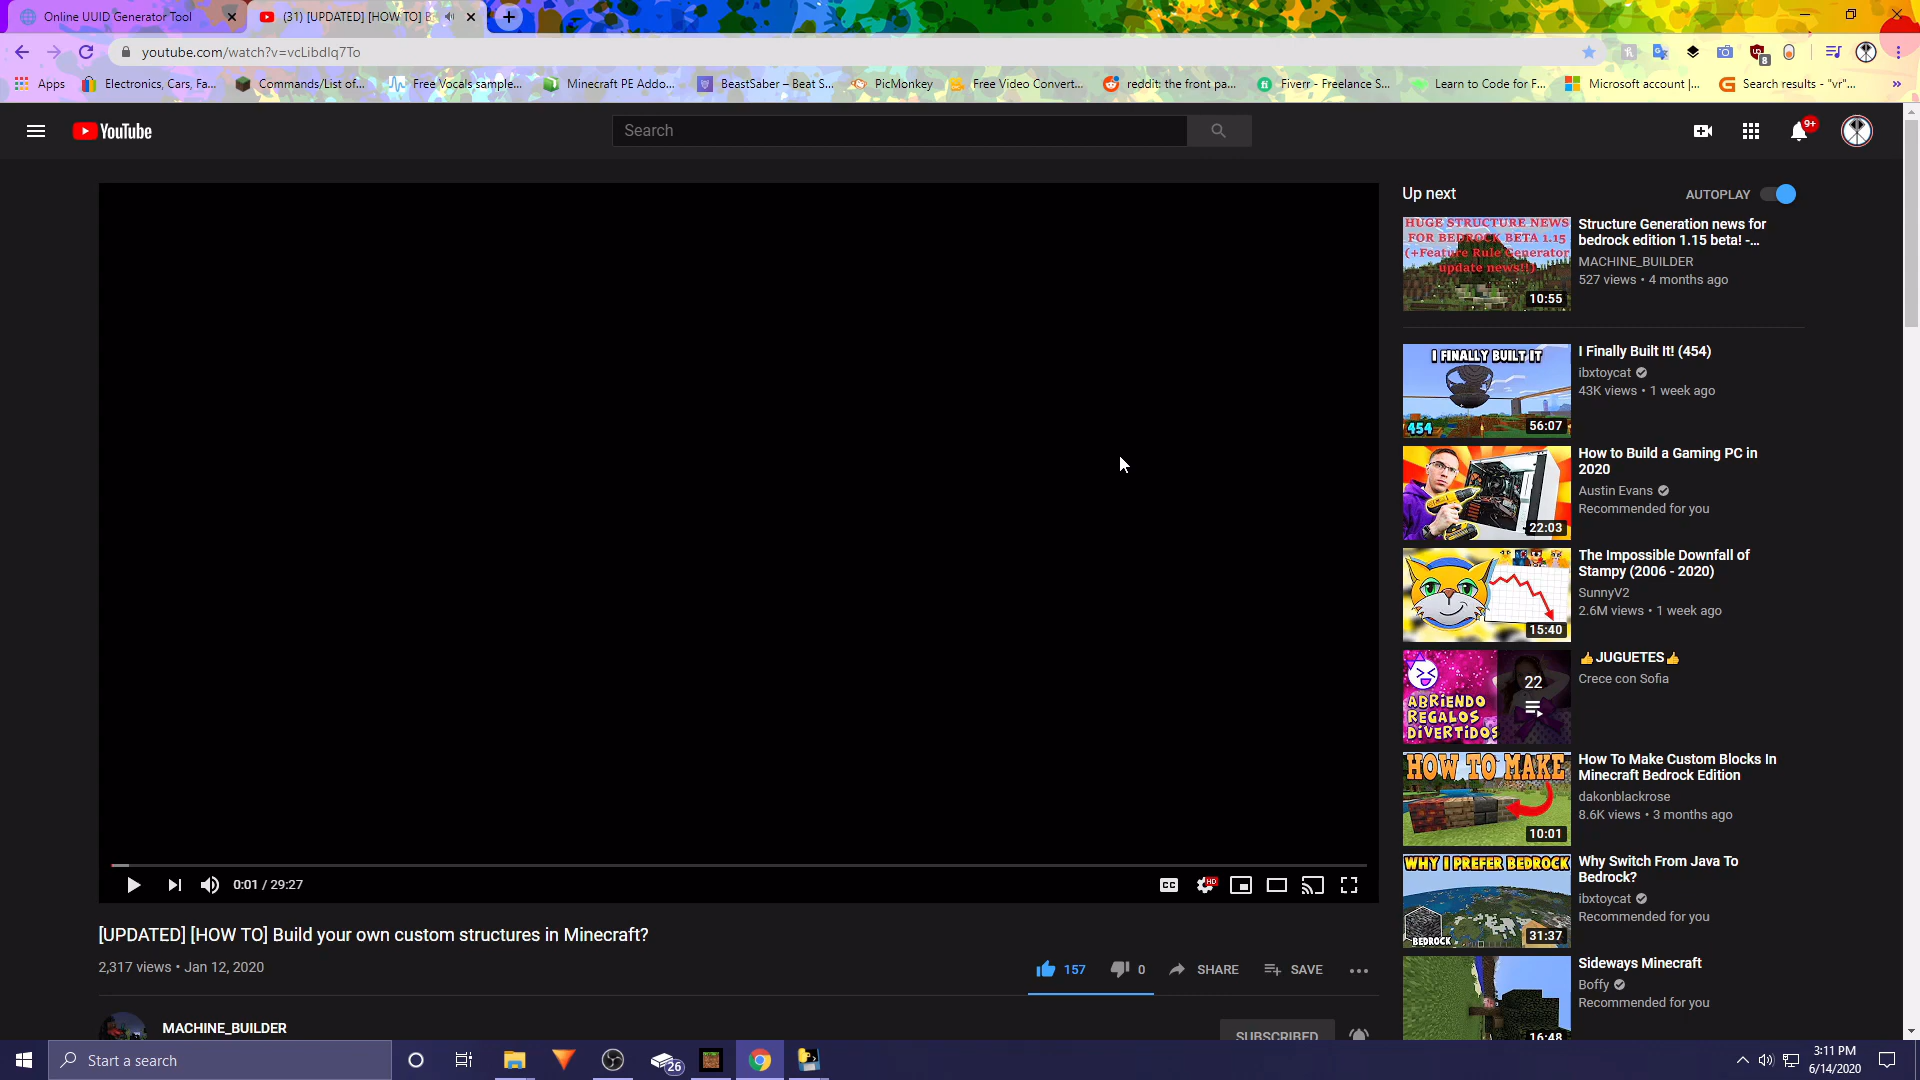 Online UUID Generator Tool
(31) [UPDATED] [HOW TO] B
youtube.com/watch?v=vcLibdIq7To
Apps
Electronics, Cars, Fa...
Commands/List of...
Free Vocals sample...
Minecraft PE Addo...
BeastSaber – Beat S...
PicMonkey
Free Video Convert...
reddit: the front pa...
Fiverr - Freelance S...
Learn to Code for F...
Microsoft account |...
Search results - "vr"...
»
YouTube
Search
9+
Up next
AUTOPLAY
HUGE STRUCTURE NEWS
FOR BEDROCK BETA 1.15
(+Feature Rule Generator
update news!!)
10:55
Structure Generation news for
bedrock edition 1.15 beta! -...
MACHINE_BUILDER
527 views • 4 months ago
I FINALLY BUILT IT
454
56:07
I Finally Built It! (454)
ibxtoycat
43K views • 1 week ago
22:03
How to Build a Gaming PC in
2020
Austin Evans
Recommended for you
15:40
The Impossible Downfall of
Stampy (2006 - 2020)
SunnyV2
2.6M views • 1 week ago
ABRIENDO
REGALOS
DIVERTIDOS
22
👍JUGUETES👍
Crece con Sofia
HOW TO MAKE
10:01
How To Make Custom Blocks In
Minecraft Bedrock Edition
dakonblackrose
8.6K views • 3 months ago
WHY I PREFER BEDROCK
BEDROCK
31:37
Why Switch From Java To
Bedrock?
ibxtoycat
Recommended for you
16:48
Sideways Minecraft
Boffy
Recommended for you
0:01 / 29:27
CC
HD
[UPDATED] [HOW TO] Build your own custom structures in Minecraft?
2,317 views • Jan 12, 2020
157
0
SHARE
SAVE
MACHINE_BUILDER
SUBSCRIBED
Start a search
26
3:11 PM
6/14/2020